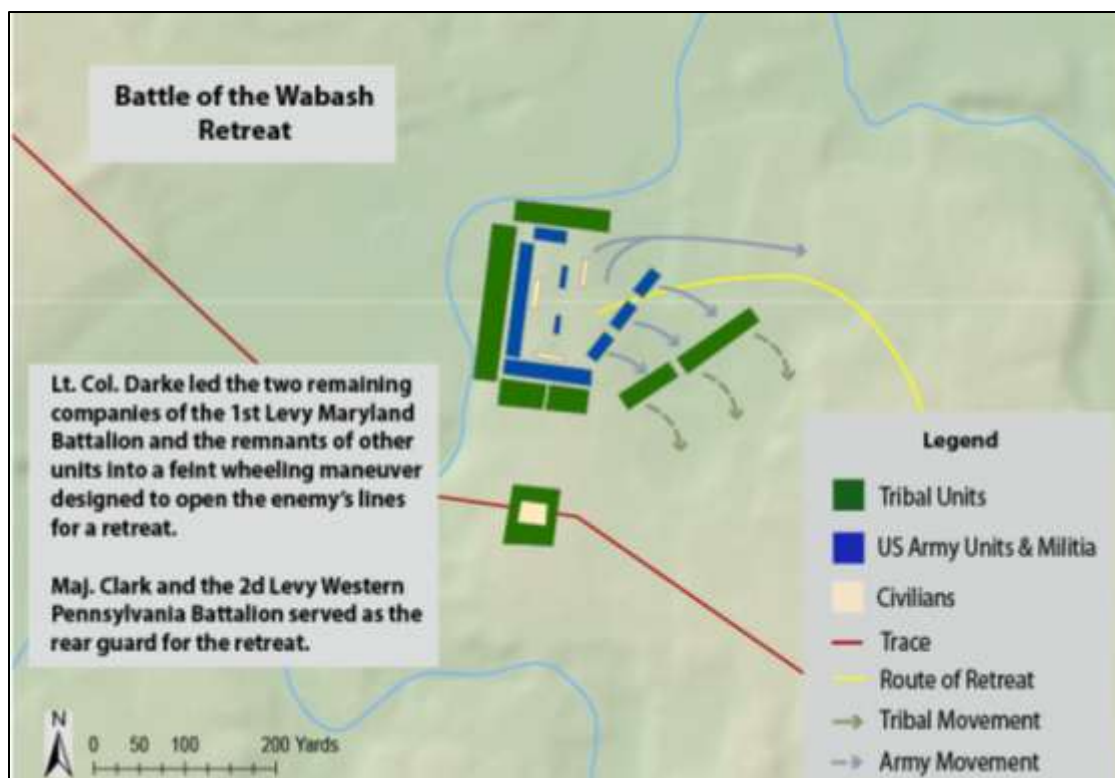 Battle of the Wabash
Retreat
Lt. Col. Darke led the two remaining
companies of the 1st Levy Maryland
Battalion and the remnants of other
units into a feint wheeling maneuver
designed to open the enemy's lines
for a retreat.
Maj. Clark and the 2d Levy Western
Pennsylvania Battalion served as the
rear guard for the retreat.
N
0 50 100 200 Yards
Legend
Tribal Units
US Army Units & Militia
Civilians
Trace
Route of Retreat
Tribal Movement
Army Movement